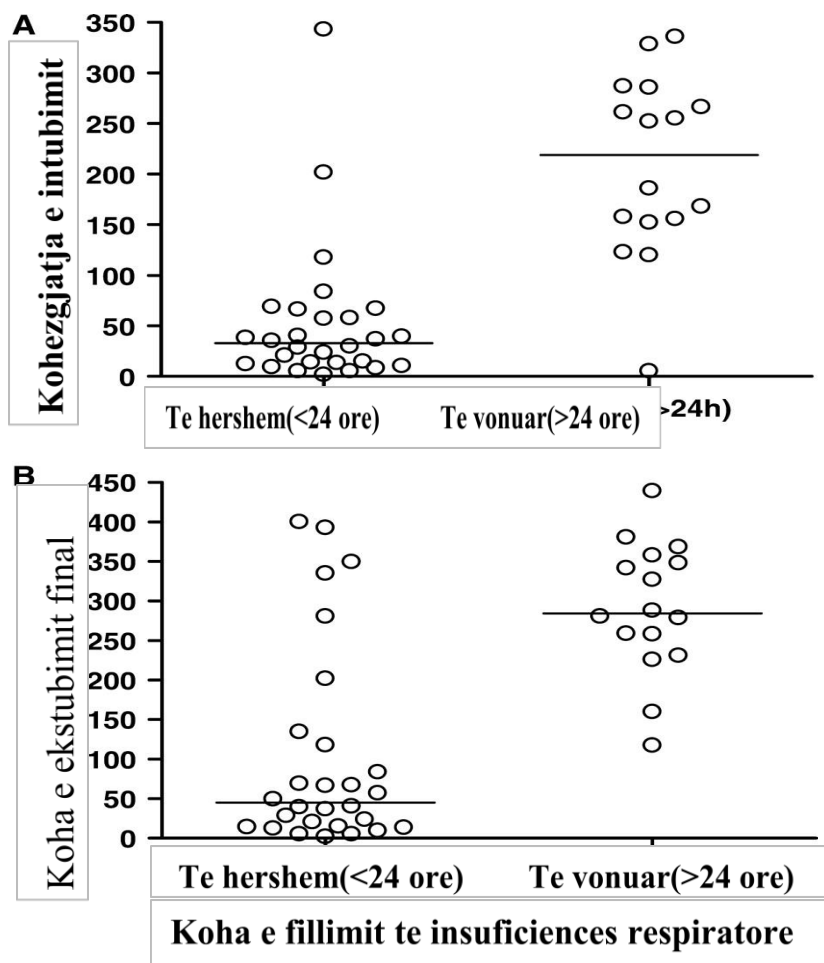 A
Kohezgjatja e intubimit
350
300
250
200
150
100
50
0
Te hershem(<24 ore) Te vonuar(>24 ore) >24h)
B
Koha e ekstubimit final
450
400
350
300
250
200
150
100
50
0
Te hershem(<24 ore) Te vonuar(>24 ore)
Koha e fillimit te insuficiences respiratore